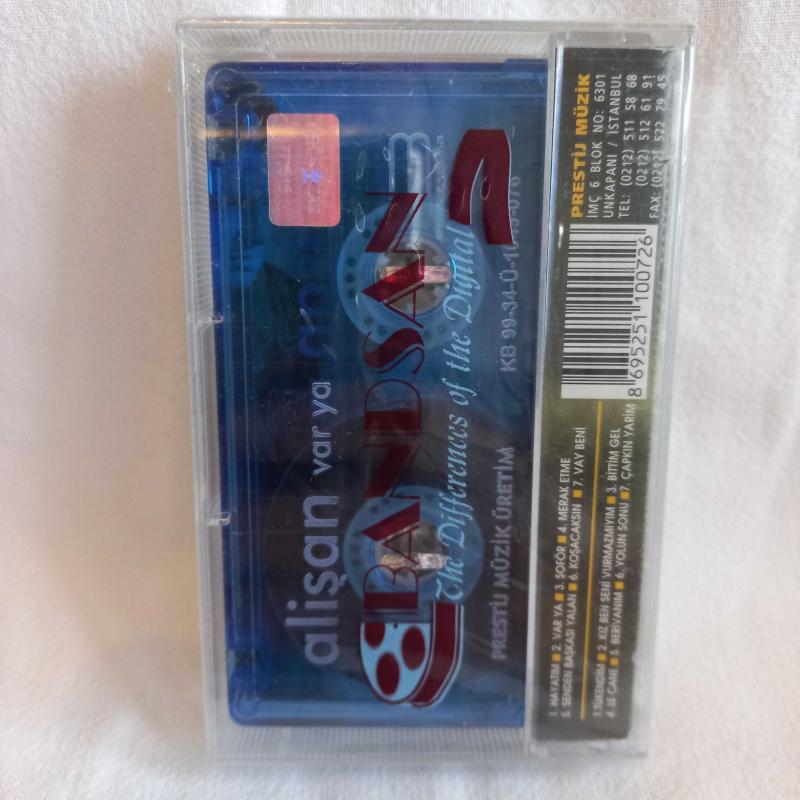 alişan
var ya
BANDSAN
The Differences of the Digital
PRESTİJ MÜZİK ÜRETİM
PRESTİJ MÜZİK
İMÇ 6 BLOK NO: 6301
UNKAPANI / İSTANBUL
TEL: (0212) 511 58 68
(0212) 512 61 91
FAX: (0212) 522 79 45
8 695251 100726
1. HAYATIM ■ 2. VAR YA ■ 3. ŞOFÖR ■ 4. MERAK ETME
5. SENDEN BAŞKASI YALAN ■ 6. KOŞACAKSIN ■ 7. VAY BENİ
1.TÜKENDİM ■ 2. KIZ BEN SENİ VURMAZMIYIM ■ 3. BİTTİM GEL
4. LE CANE ■ 5. BERİVANIM ■ 6. YOLUN SONU ■ 7. ÇAPKIN YARİM